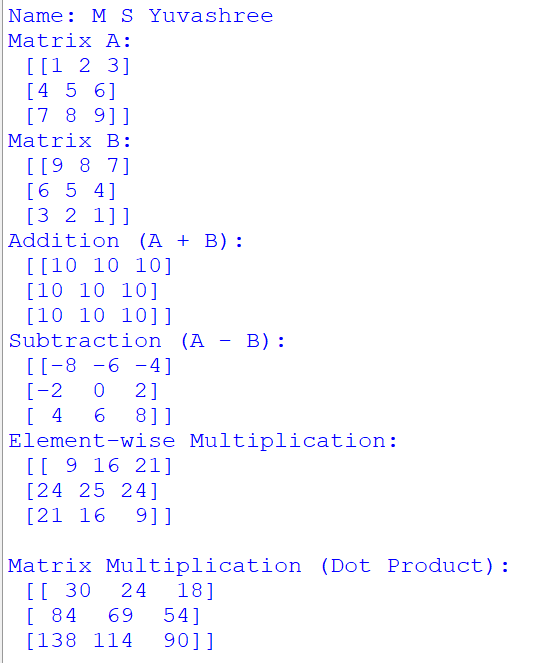 Name: M S Yuvashree
Matrix A:
 [[1 2 3]
 [4 5 6]
 [7 8 9]]
Matrix B:
 [[9 8 7]
 [6 5 4]
 [3 2 1]]
Addition (A + B):
 [[10 10 10]
 [10 10 10]
 [10 10 10]]
Subtraction (A - B):
 [[-8 -6 -4]
 [-2  0  2]
 [ 4  6  8]]
Element-wise Multiplication:
 [[ 9 16 21]
 [24 25 24]
 [21 16  9]]

Matrix Multiplication (Dot Product):
 [[ 30  24  18]
 [ 84  69  54]
 [138 114  90]]